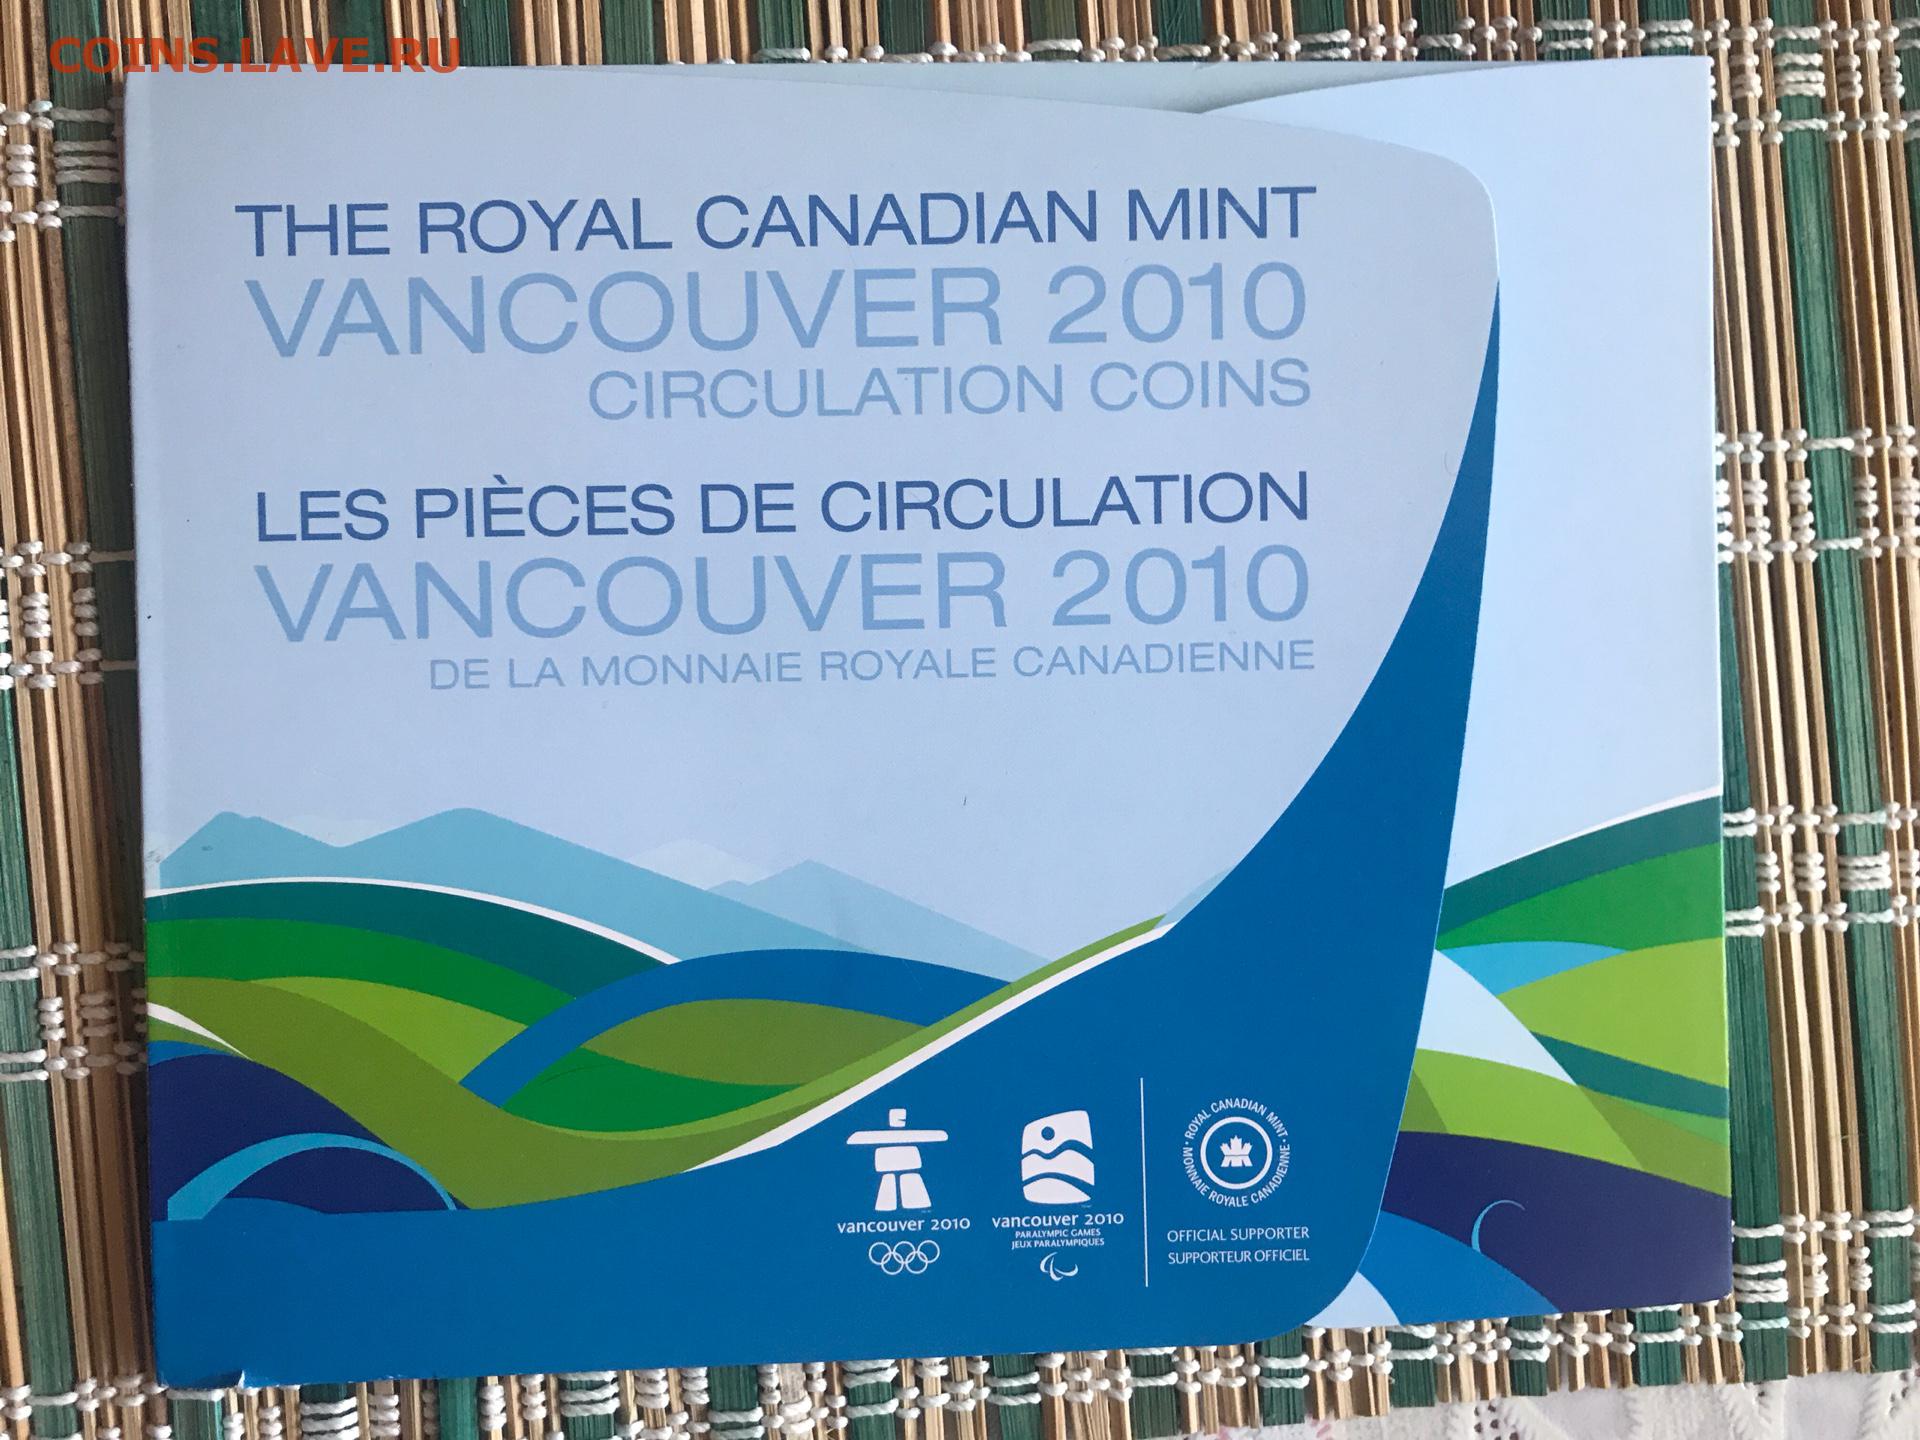 COINS.LAVE.RU
THE ROYAL CANADIAN MINT
VANCOUVER 2010
CIRCULATION COINS
LES PIÈCES DE CIRCULATION
VANCOUVER 2010
DE LA MONNAIE ROYALE CANADIENNE
vancouver 2010
vancouver 2010
PARALYMPIC GAMES
JEUX PARALYMPIQUES
ROYAL CANADIAN MINT · MONNAIE ROYALE CANADIENNE ·
OFFICIAL SUPPORTER
SUPPORTEUR OFFICIEL